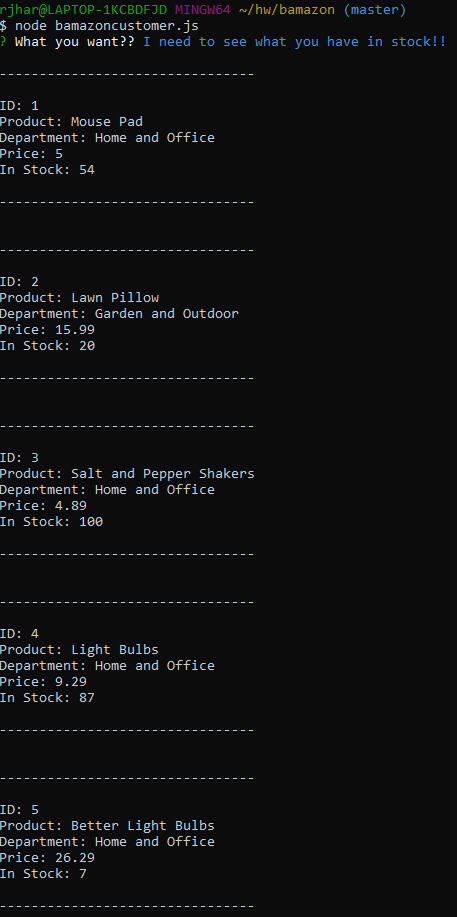 rjhar@LAPTOP-1KCBDFJD MINGW64 ~/hw/bamazon (master)
$ node bamazoncustomer.js
? What you want?? I need to see what you have in stock!!
--------------------------------
ID: 1
Product: Mouse Pad
Department: Home and Office
Price: 5
In Stock: 54
--------------------------------
--------------------------------
ID: 2
Product: Lawn Pillow
Department: Garden and Outdoor
Price: 15.99
In Stock: 20
--------------------------------
--------------------------------
ID: 3
Product: Salt and Pepper Shakers
Department: Home and Office
Price: 4.89
In Stock: 100
--------------------------------
--------------------------------
ID: 4
Product: Light Bulbs
Department: Home and Office
Price: 9.29
In Stock: 87
--------------------------------
--------------------------------
ID: 5
Product: Better Light Bulbs
Department: Home and Office
Price: 26.29
In Stock: 7
--------------------------------